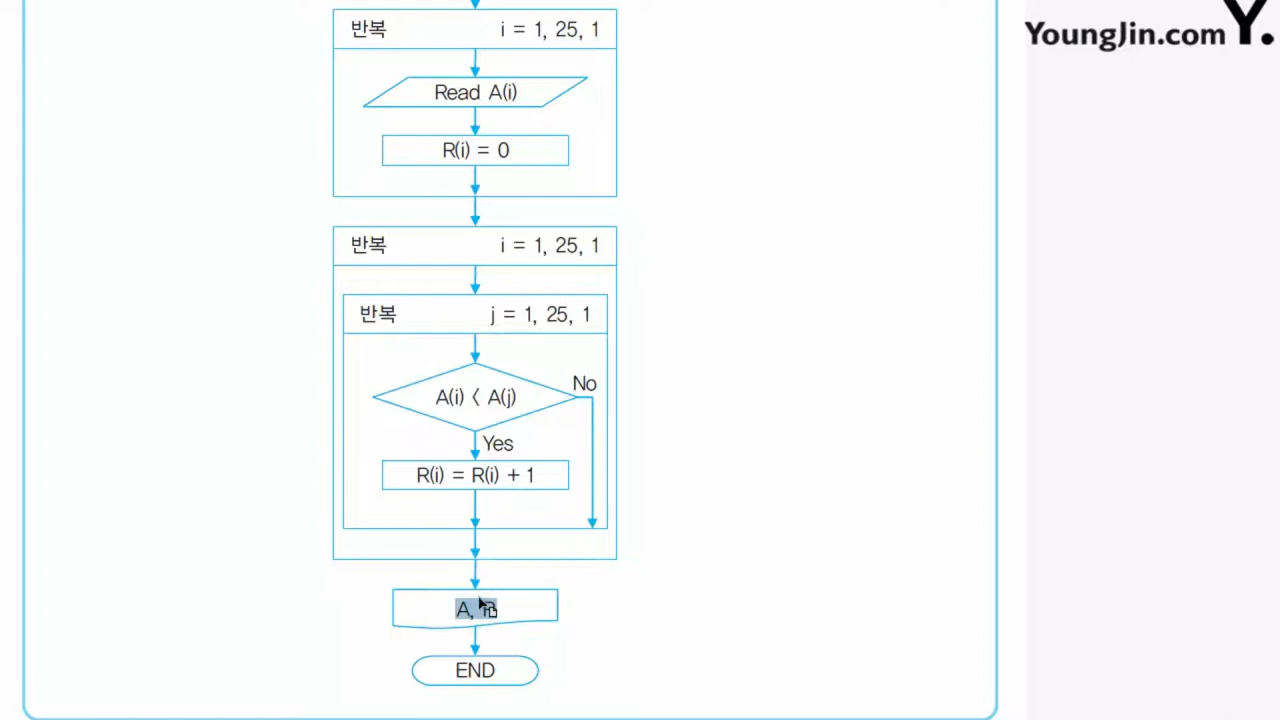 YoungJin.com Y.
반복 i = 1, 25, 1
Read A(i)
R(i) = 0
반복 i = 1, 25, 1
반복 j = 1, 25, 1
No
A(i) < A(j)
Yes
R(i) = R(i) + 1
A,
END